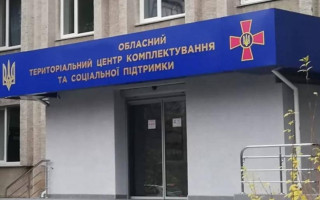 ОБЛАСНИЙ
ТЕРИТОРІАЛЬНИЙ ЦЕНТР КОМПЛЕКТУВАННЯ
ТА СОЦІАЛЬНОЇ ПІДТРИМКИ